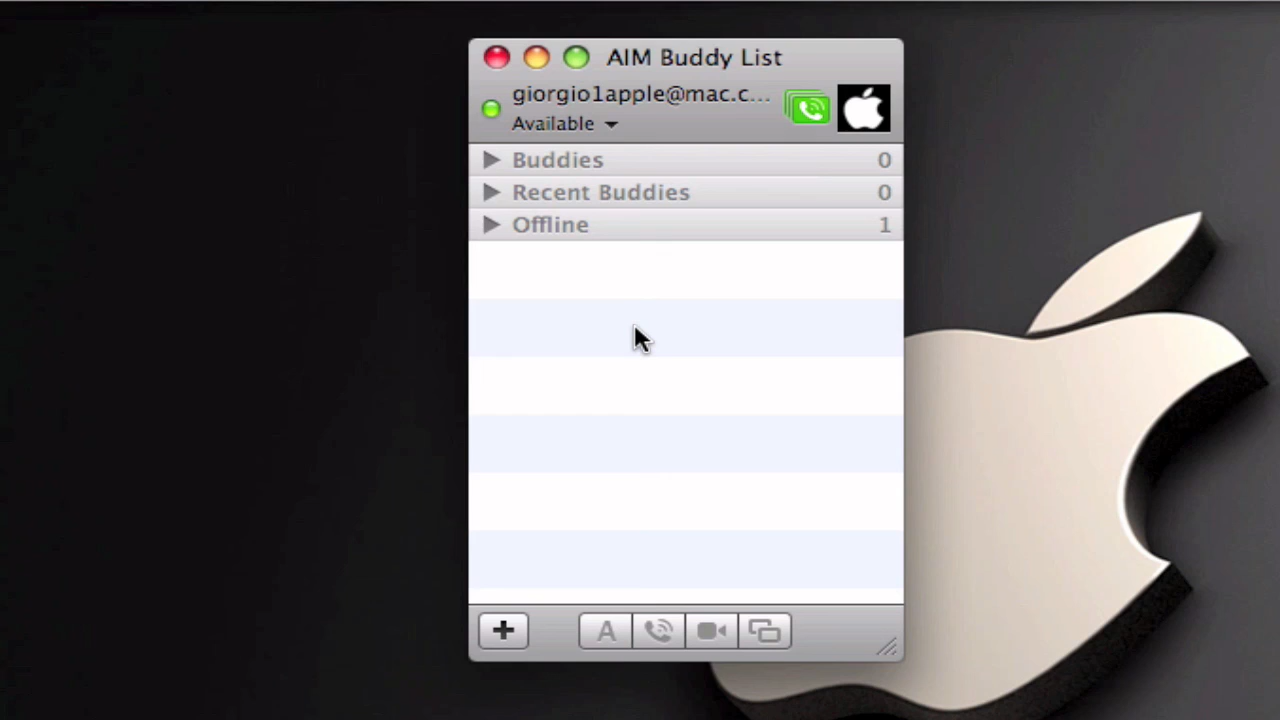 AIM Buddy List
giorgio1apple@mac.c...
Available
Buddies 0
Recent Buddies 0
Offline 1
A